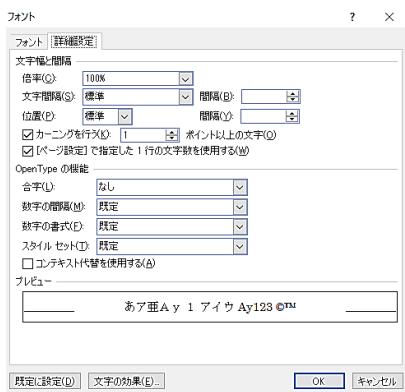 フォント ? ×
フォント 詳細設定
文字幅と間隔
倍率(C): 100%
文字間隔(S): 標準 間隔(B):
位置(P): 標準 間隔(Y):
カーニングを行う(K): 1 ポイント以上の文字(O)
[ページ設定] で指定した 1 行の文字数を使用する(W)
OpenType の機能
合字(L): なし
数字の間隔(M): 既定
数字の書式(F): 既定
スタイル セット(T): 既定
コンテキスト代替を使用する(A)
プレビュー
あア亜Ａｙ １ アイウ Ay123 ©™
既定に設定(D) 文字の効果(E)... OK キャンセル